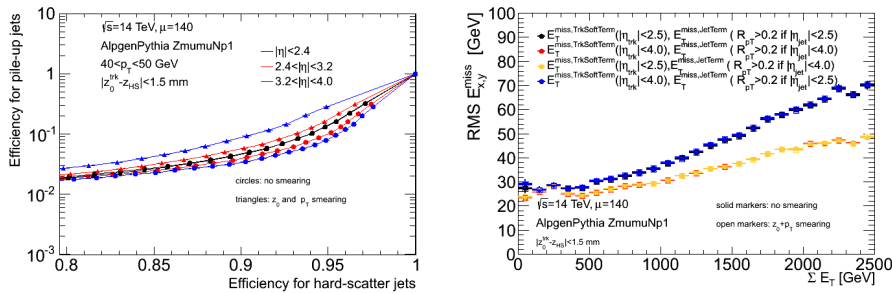 Efficiency for pile-up jets
10
1
10^-1
10^-2
10^-3
√s=14 TeV, μ=140
AlpgenPythia ZmumuNp1
40<p_T<50 GeV
|z_0^trk-z_HS|<1.5 mm
|η|<2.4
2.4<|η|<3.2
3.2<|η|<4.0
circles: no smearing
triangles: z_0 and p_T smearing
0.8 0.85 0.9 0.95 1
Efficiency for hard-scatter jets
RMS E_x,y^miss [GeV]
100
90
80
70
60
50
40
30
20
10
0
E_T^miss,TrkSoftTerm(|η_trk|<2.5), E_T^miss,JetTerm ( R_pT>0.2 if |η_jet|<2.5)
E_T^miss,TrkSoftTerm(|η_trk|<4.0), E_T^miss,JetTerm ( R_pT>0.2 if |η_jet|<4.0)
E_T^miss,TrkSoftTerm(|η_trk|<2.5),E_T^miss,JetTerm ( R_pT>0.2 if |η_jet|<4.0)
E_T^miss,TrkSoftTerm(|η_trk|<4.0), E_T^miss,JetTerm ( R_pT>0.2 if |η_jet|<2.5)
√s=14 TeV, μ=140
AlpgenPythia ZmumuNp1
|z_0^trk-z_HS|<1.5 mm
solid markers: no smearing
open markers: z_0+p_T smearing
0 500 1000 1500 2000 2500
Σ E_T [GeV]